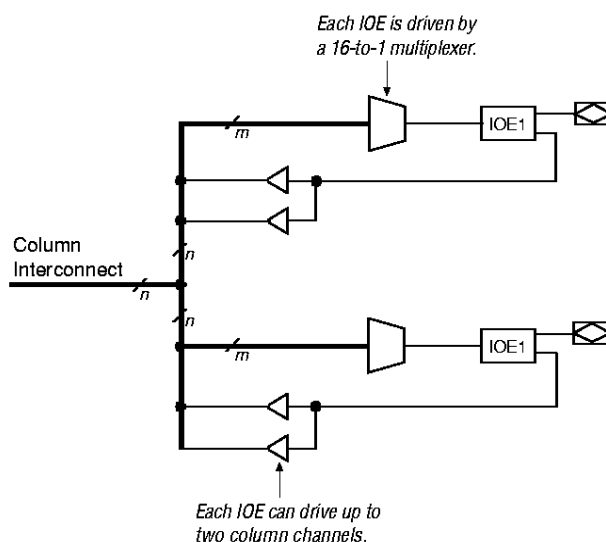 Each IOE is driven by
a 16-to-1 multiplexer.
m
IOE1
n
Column
Interconnect
n
n
m
IOE1
Each IOE can drive up to
two column channels.